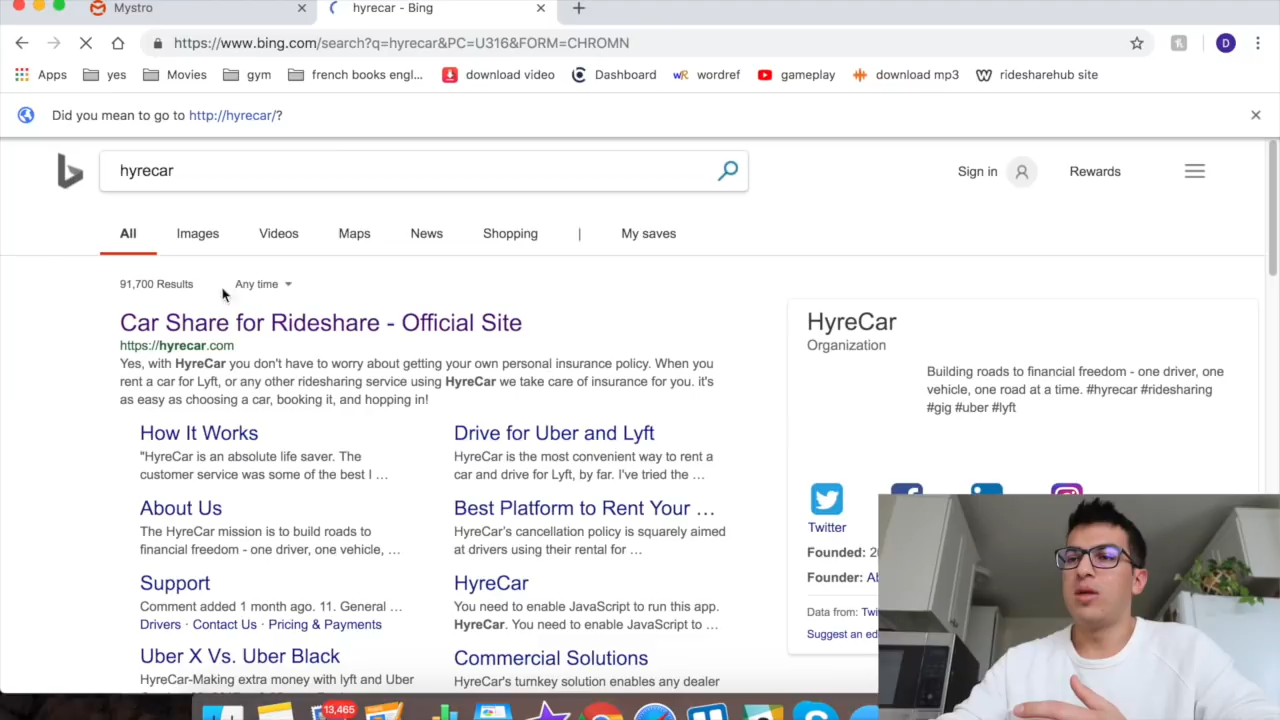 Mystro
hyrecar - Bing
https://www.bing.com/search?q=hyrecar&PC=U316&FORM=CHROMN
D
Apps yes Movies gym french books engl... download video Dashboard wordref gameplay download mp3 ridesharehub site
Did you mean to go to http://hyrecar/?
hyrecar
Sign in
Rewards
All Images Videos Maps News Shopping | My saves
91,700 Results Any time
Car Share for Rideshare - Official Site
https://hyrecar.com
Yes, with HyreCar you don't have to worry about getting your own personal insurance policy. When you
rent a car for Lyft, or any other ridesharing service using HyreCar we take care of insurance for you. it's
as easy as choosing a car, booking it, and hopping in!
How It Works
"HyreCar is an absolute life saver. The
customer service was some of the best I ...
Drive for Uber and Lyft
HyreCar is the most convenient way to rent a
car and drive for Lyft, by far. I've tried the ...
About Us
The HyreCar mission is to build roads to
financial freedom - one driver, one vehicle, ...
Best Platform to Rent Your ...
HyreCar's cancellation policy is squarely aimed
at drivers using their rental for ...
Support
Comment added 1 month ago. 11. General ...
Drivers · Contact Us · Pricing & Payments
HyreCar
You need to enable JavaScript to run this app.
HyreCar. You need to enable JavaScript to ...
Uber X Vs. Uber Black
HyreCar-Making extra money with lyft and Uber
Commercial Solutions
HyreCar's turnkey solution enables any dealer
HyreCar
Organization
Building roads to financial freedom - one driver, one
vehicle, one road at a time. #hyrecar #ridesharing
#gig #uber #lyft
Twitter
Founded: 2
Founder: Ab
Data from: Twi
Suggest an ed
13,465